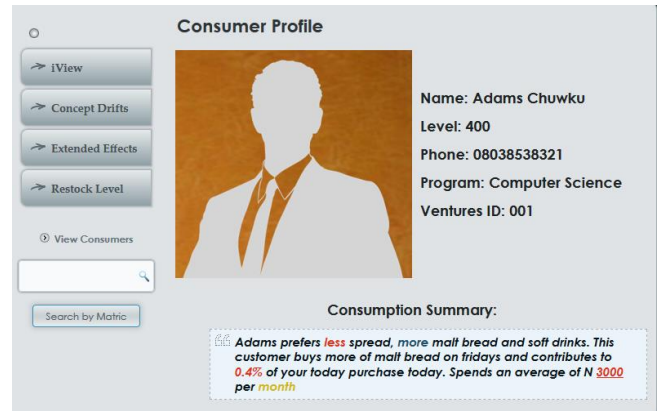 Consumer Profile
iView
Concept Drifts
Extended Effects
Restock Level
View Consumers
Search by Matric
Name: Adams Chuwku
Level: 400
Phone: 08038538321
Program: Computer Science
Ventures ID: 001
Consumption Summary:
Adams prefers less spread, more malt bread and soft drinks. This
customer buys more of malt bread on fridays and contributes to
0.4% of your today purchase today. Spends an average of N 3000
per month